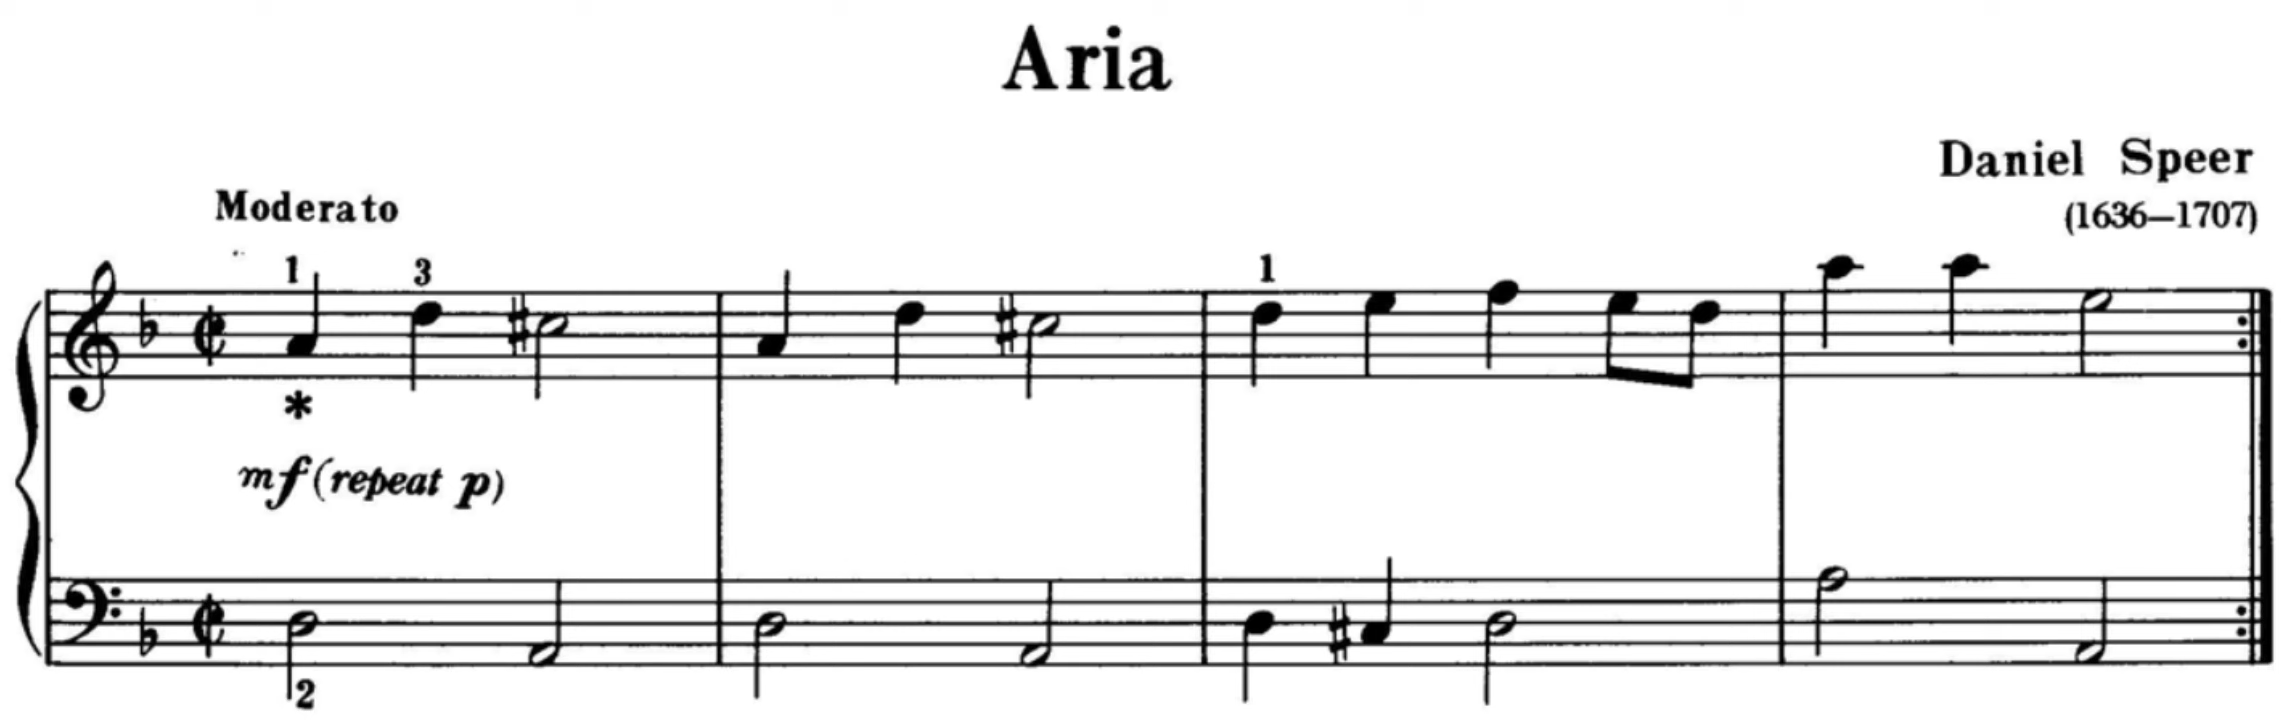 Aria
Daniel Speer
(1636–1707)
Moderato
1 3 1
*
mf (repeat p)
2